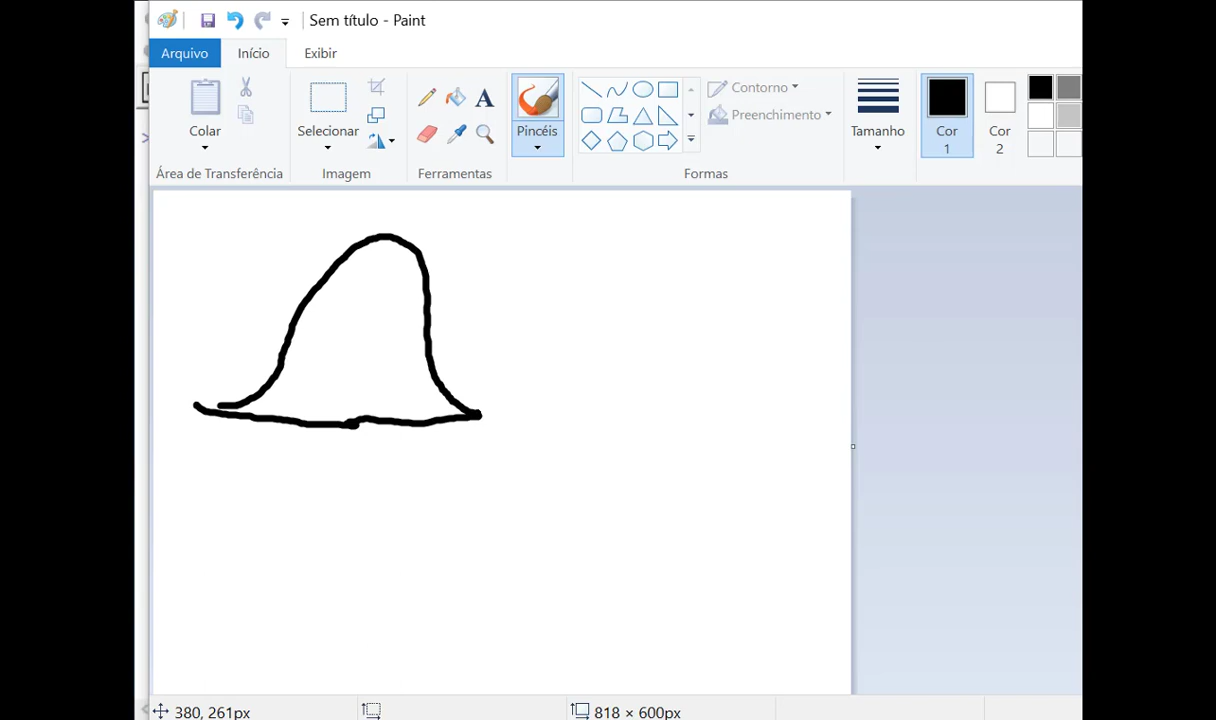 Sem título - Paint
Arquivo Início Exibir
Colar Selecionar Pincéis Contorno Preenchimento Tamanho Cor 1 Cor 2
Área de Transferência Imagem Ferramentas Formas
380, 261px 818 × 600px